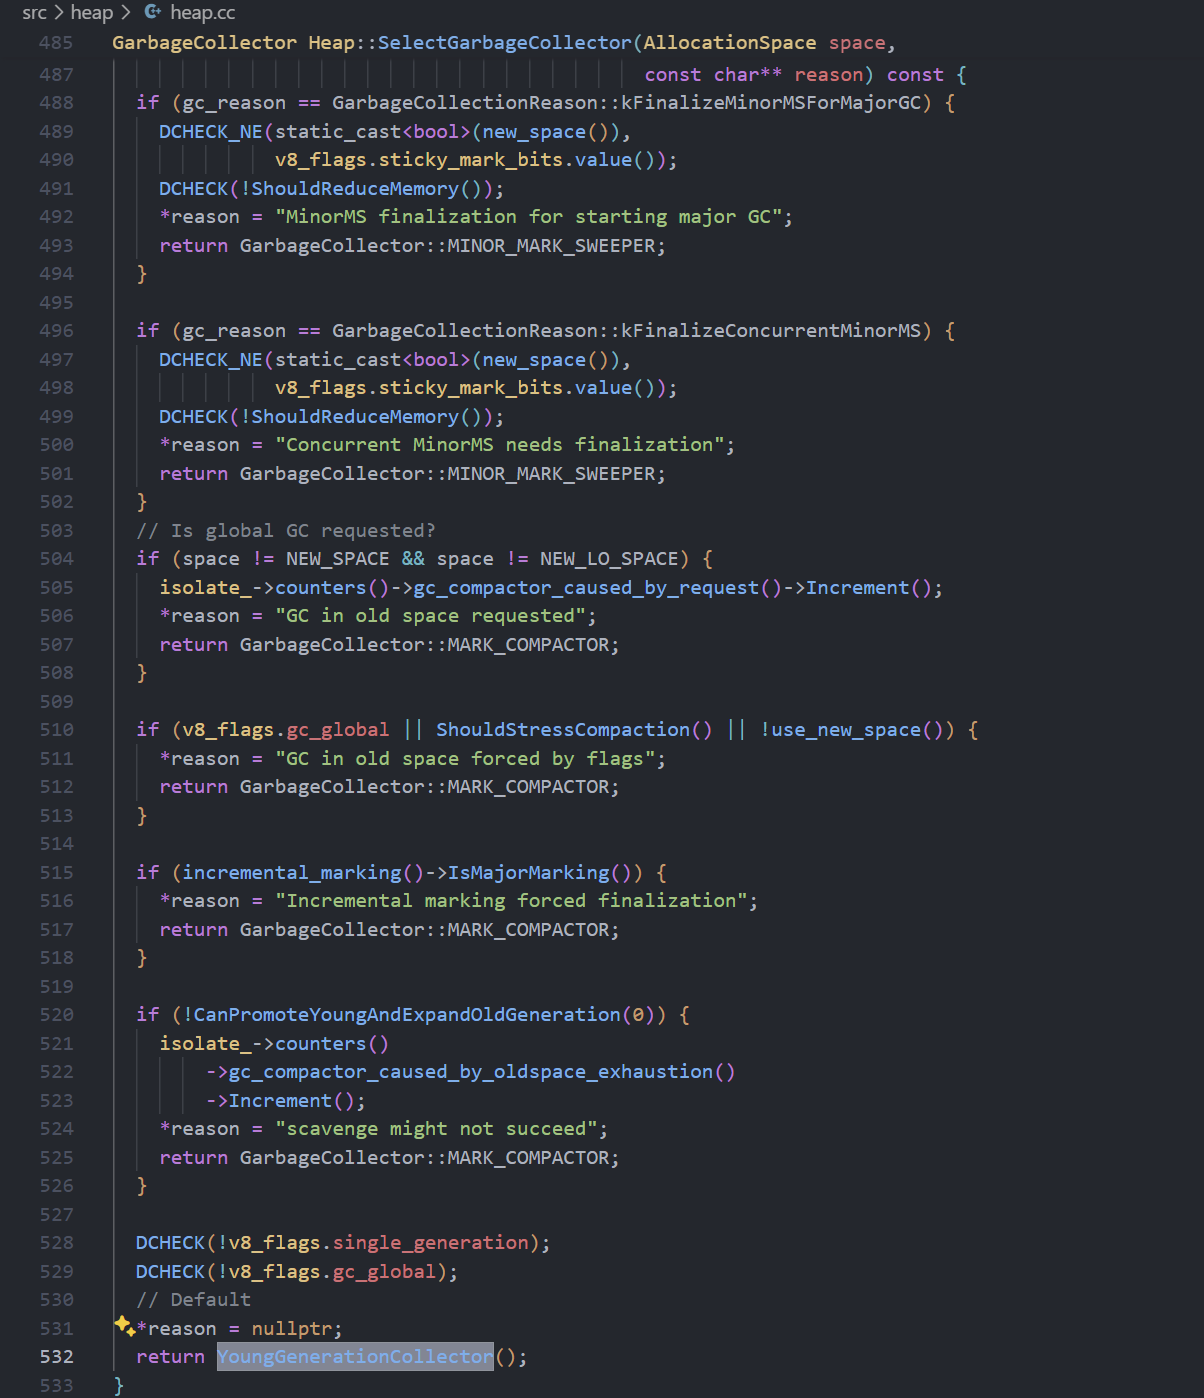 src > heap > heap.cc
485 GarbageCollector Heap::SelectGarbageCollector(AllocationSpace space,
487 const char** reason) const {
488 if (gc_reason == GarbageCollectionReason::kFinalizeMinorMSForMajorGC) {
489 DCHECK_NE(static_cast<bool>(new_space()),
490 v8_flags.sticky_mark_bits.value());
491 DCHECK(!ShouldReduceMemory());
492 *reason = "MinorMS finalization for starting major GC";
493 return GarbageCollector::MINOR_MARK_SWEEPER;
494 }
495
496 if (gc_reason == GarbageCollectionReason::kFinalizeConcurrentMinorMS) {
497 DCHECK_NE(static_cast<bool>(new_space()),
498 v8_flags.sticky_mark_bits.value());
499 DCHECK(!ShouldReduceMemory());
500 *reason = "Concurrent MinorMS needs finalization";
501 return GarbageCollector::MINOR_MARK_SWEEPER;
502 }
503 // Is global GC requested?
504 if (space != NEW_SPACE && space != NEW_LO_SPACE) {
505 isolate_->counters()->gc_compactor_caused_by_request()->Increment();
506 *reason = "GC in old space requested";
507 return GarbageCollector::MARK_COMPACTOR;
508 }
509
510 if (v8_flags.gc_global || ShouldStressCompaction() || !use_new_space()) {
511 *reason = "GC in old space forced by flags";
512 return GarbageCollector::MARK_COMPACTOR;
513 }
514
515 if (incremental_marking()->IsMajorMarking()) {
516 *reason = "Incremental marking forced finalization";
517 return GarbageCollector::MARK_COMPACTOR;
518 }
519
520 if (!CanPromoteYoungAndExpandOldGeneration(0)) {
521 isolate_->counters()
522 ->gc_compactor_caused_by_oldspace_exhaustion()
523 ->Increment();
524 *reason = "scavenge might not succeed";
525 return GarbageCollector::MARK_COMPACTOR;
526 }
527
528 DCHECK(!v8_flags.single_generation);
529 DCHECK(!v8_flags.gc_global);
530 // Default
531 *reason = nullptr;
532 return YoungGenerationCollector();
533 }